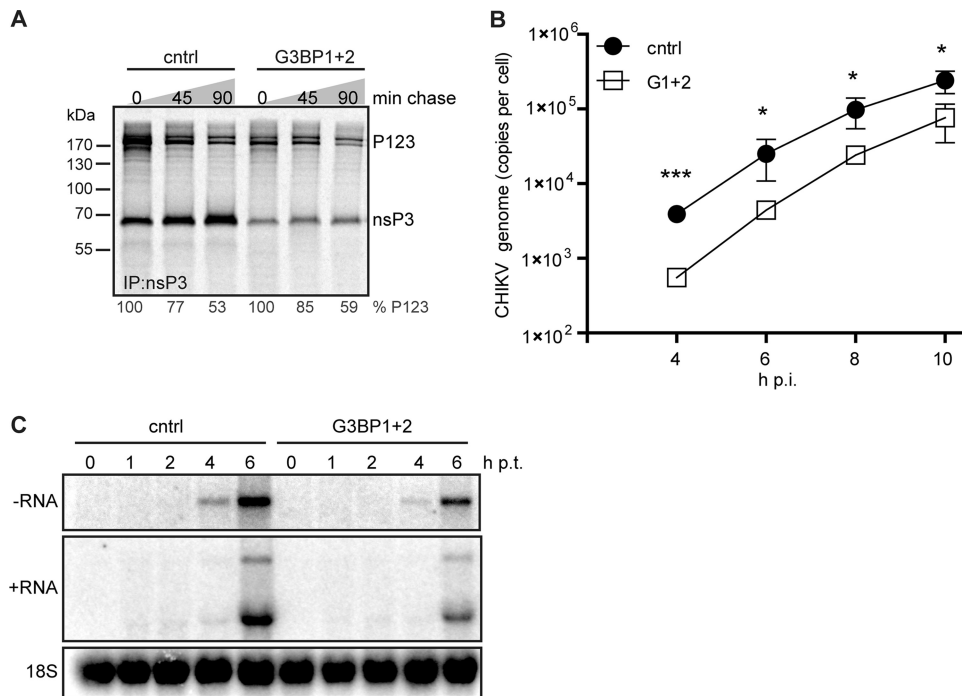 A
cntrl G3BP1+2
0 45 90 0 45 90 min chase
kDa
170
130
100
70
55
P123
nsP3
IP:nsP3
100 77 53 100 85 59 % P123
B
CHIKV genome (copies per cell)
1×10⁶
1×10⁵
1×10⁴
1×10³
1×10²
cntrl
G1+2
*** * * *
4 6 8 10
h p.i.
C
cntrl G3BP1+2
0 1 2 4 6 0 1 2 4 6 h p.t.
-RNA
+RNA
18S